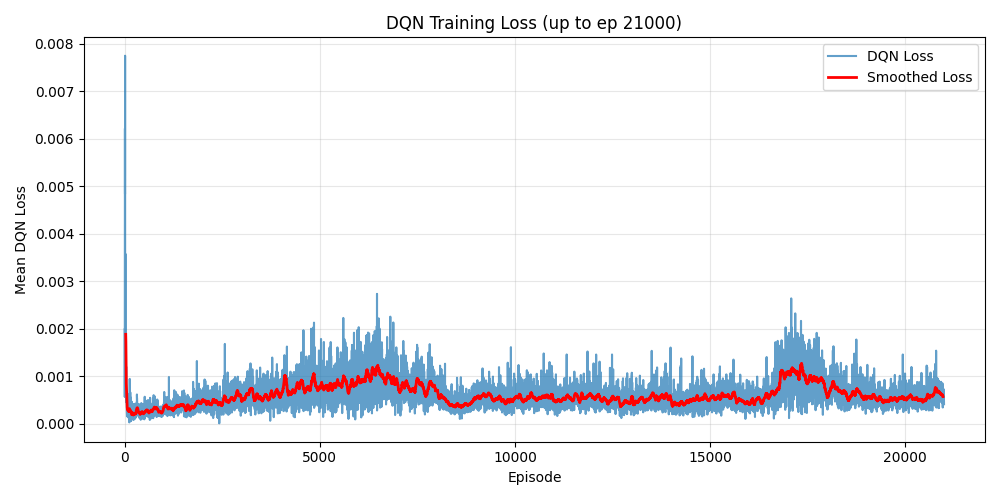 DQN Training Loss (up to ep 21000)
DQN Loss
Smoothed Loss
Mean DQN Loss
0.008
0.007
0.006
0.005
0.004
0.003
0.002
0.001
0.000
0 5000 10000 15000 20000
Episode